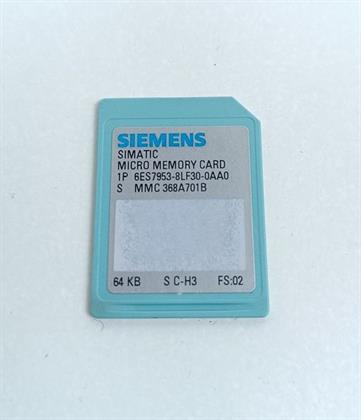 SIEMENS
SIMATIC
MICRO MEMORY CARD
1P 6ES7953-8LF30-0AA0
S MMC 368A701B
64 KB S C-H3 FS:02